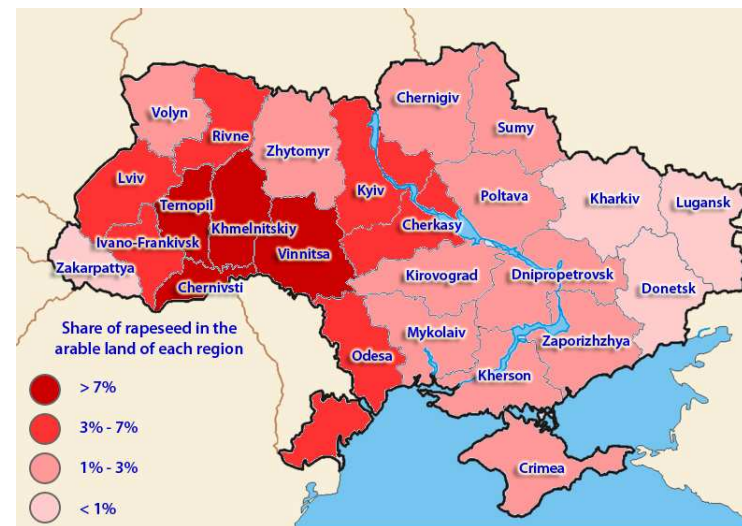 Chernigiv
Volyn
Sumy
Rivne
Zhytomyr
Lviv
Kyiv
Poltava
Kharkiv
Lugansk
Ternopil
Khmelnitskiy
Cherkasy
Ivano-Frankivsk
Vinnitsa
Zakarpattya
Kirovograd
Dnipropetrovsk
Chernivsti
Donetsk
Share of rapeseed in the
arable land of each region
Mykolaiv
Zaporizhzhya
Odesa
Kherson
> 7%
3% - 7%
1% - 3%
Crimea
< 1%